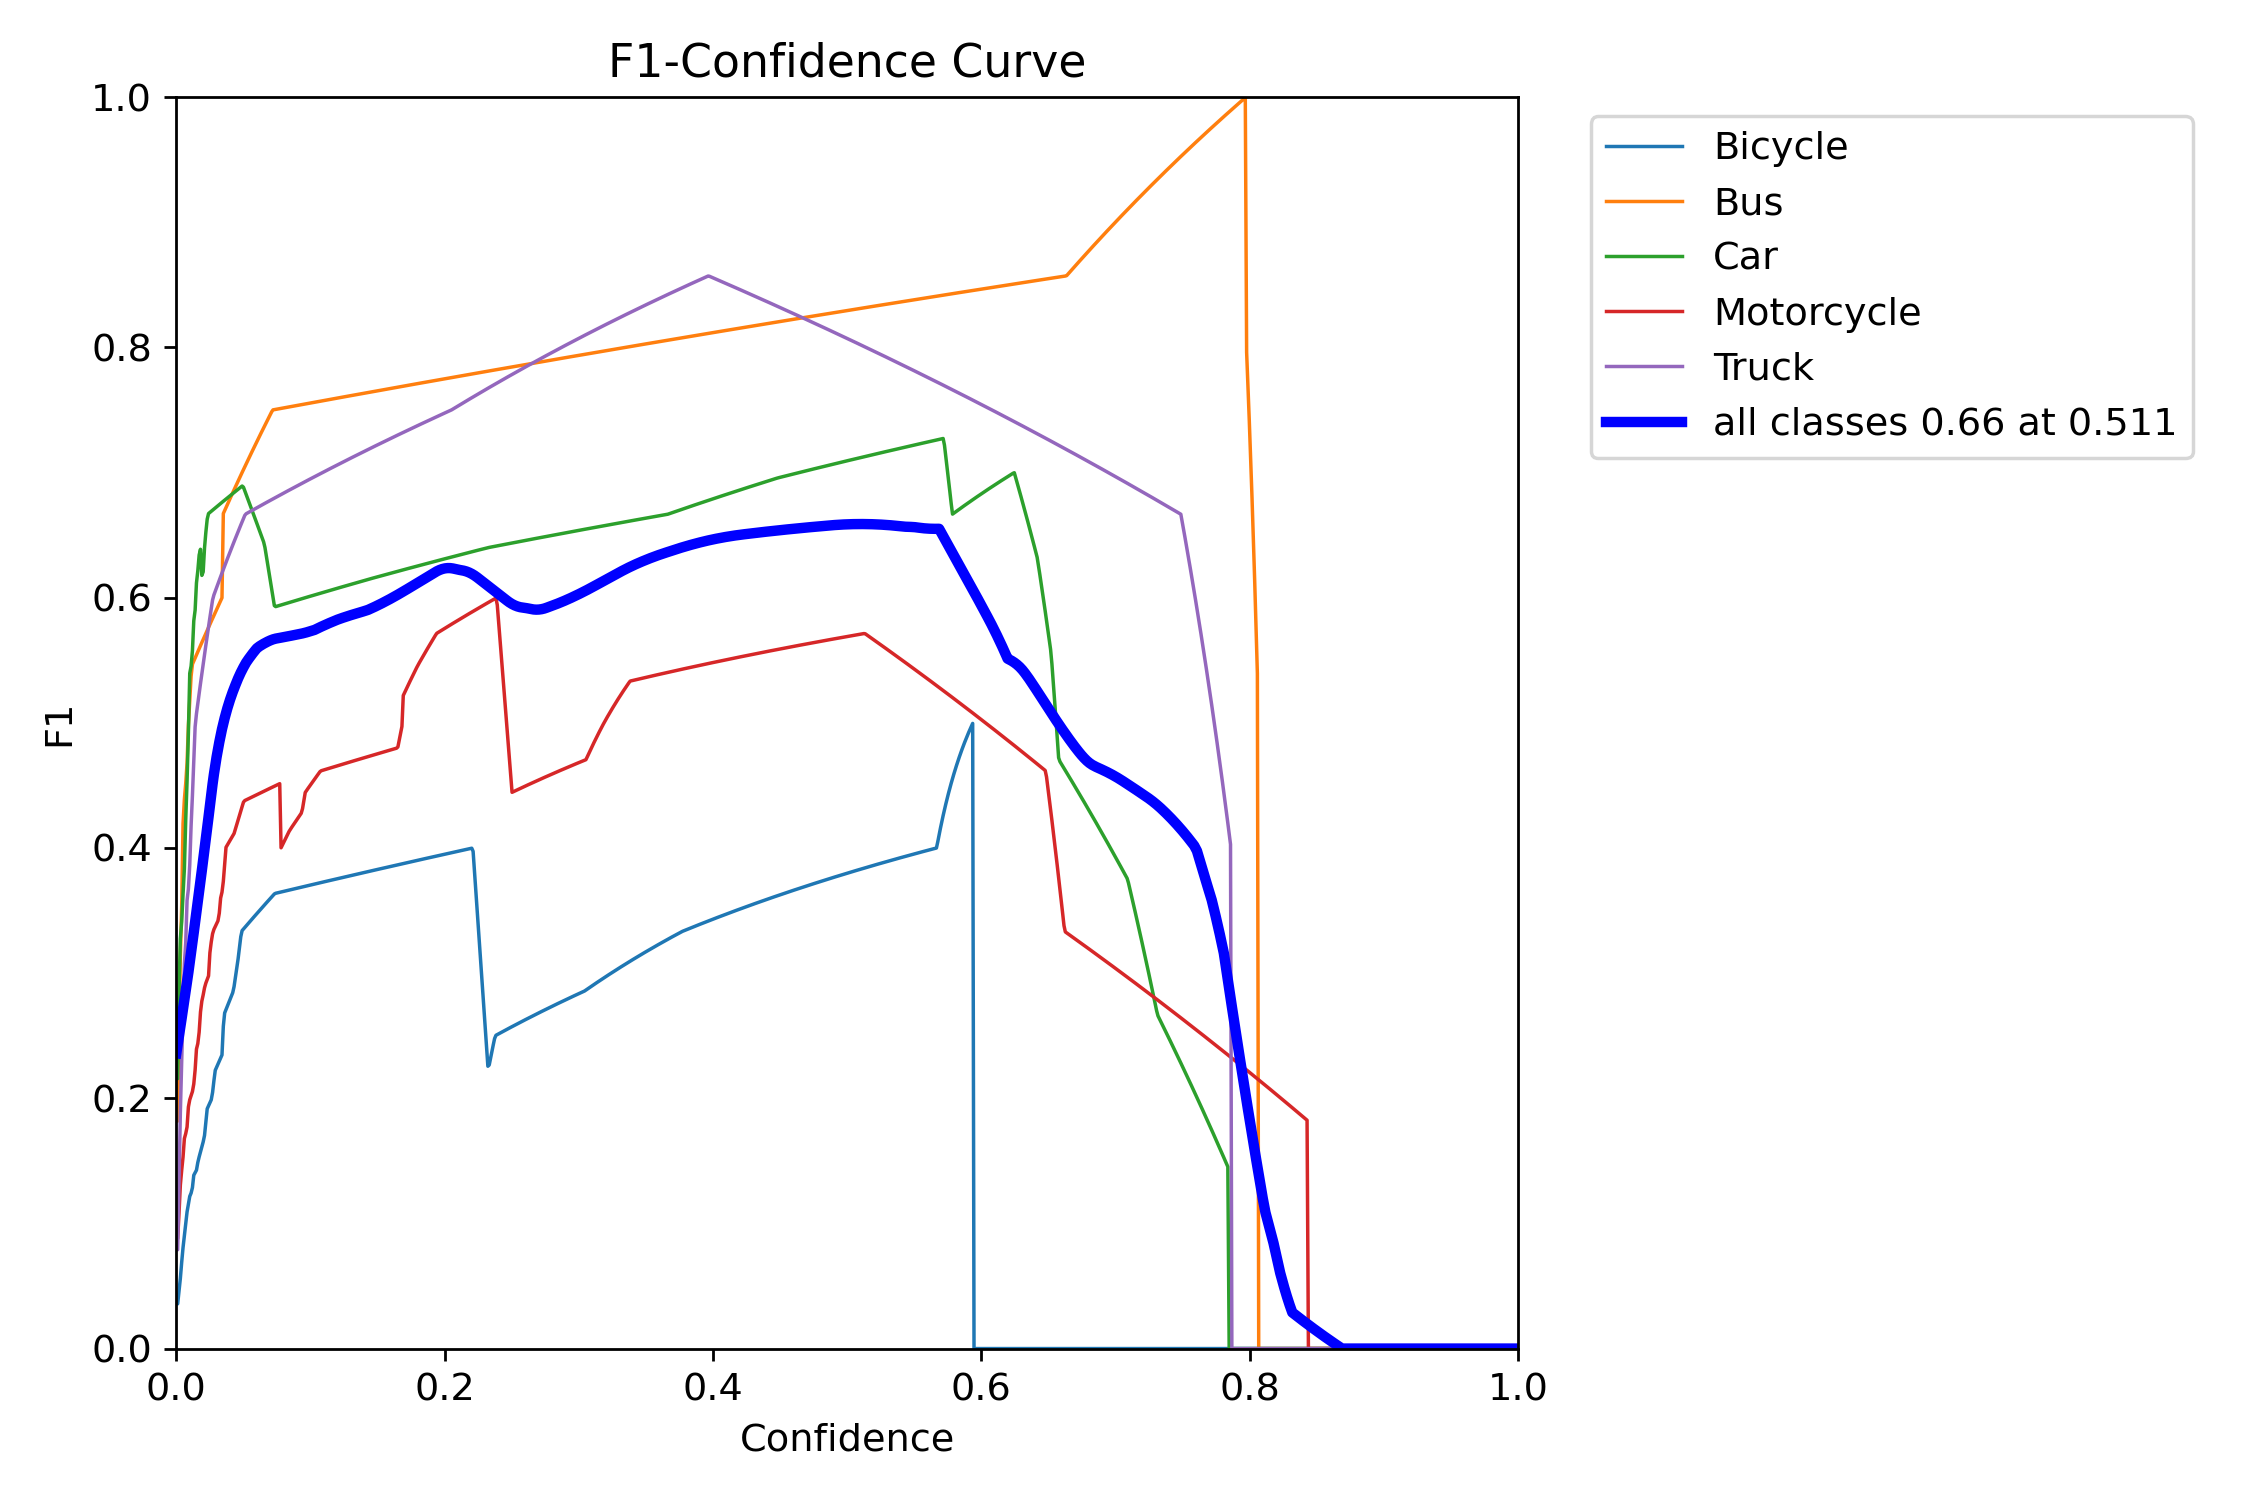 F1-Confidence Curve
1.0
0.8
0.6
0.4
0.2
0.0
F1
0.0 0.2 0.4 0.6 0.8 1.0
Confidence
Bicycle
Bus
Car
Motorcycle
Truck
all classes 0.66 at 0.511